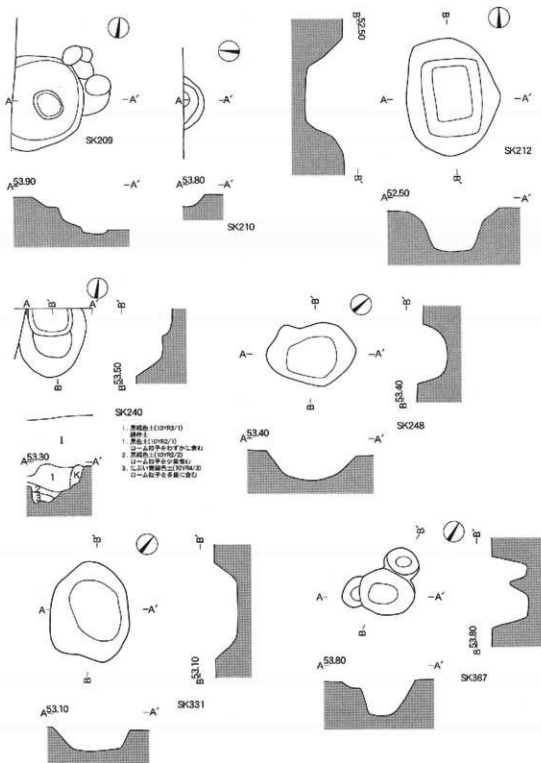 A
A′
SK209
A 53.90
A′
A 53.80
A′
SK210
B 52.50
B′
B
A
A′
B′
SK212
A 52.50
A′
A
B′
A′
B
B′
B 53.50
SK240
I
I. 黒褐色土(10YR3/1)
耕作土
1. 黒色土(10YR2/1)
ローム粒子をわずかに含む
2. 黒褐色土(10YR2/2)
ローム粒子を少量含む
3. にぶい黄褐色土(10YR4/3)
ローム粒子を多量に含む
A 53.30
A′
1
K
2
3
B′
A
A′
B
B′
B 53.40
SK248
A 53.40
A′
B′
A
A′
B
B′
B 53.10
SK331
A 53.10
A′
B′
A
A′
B′
B′
B 53.80
SK367
A 53.80
A′